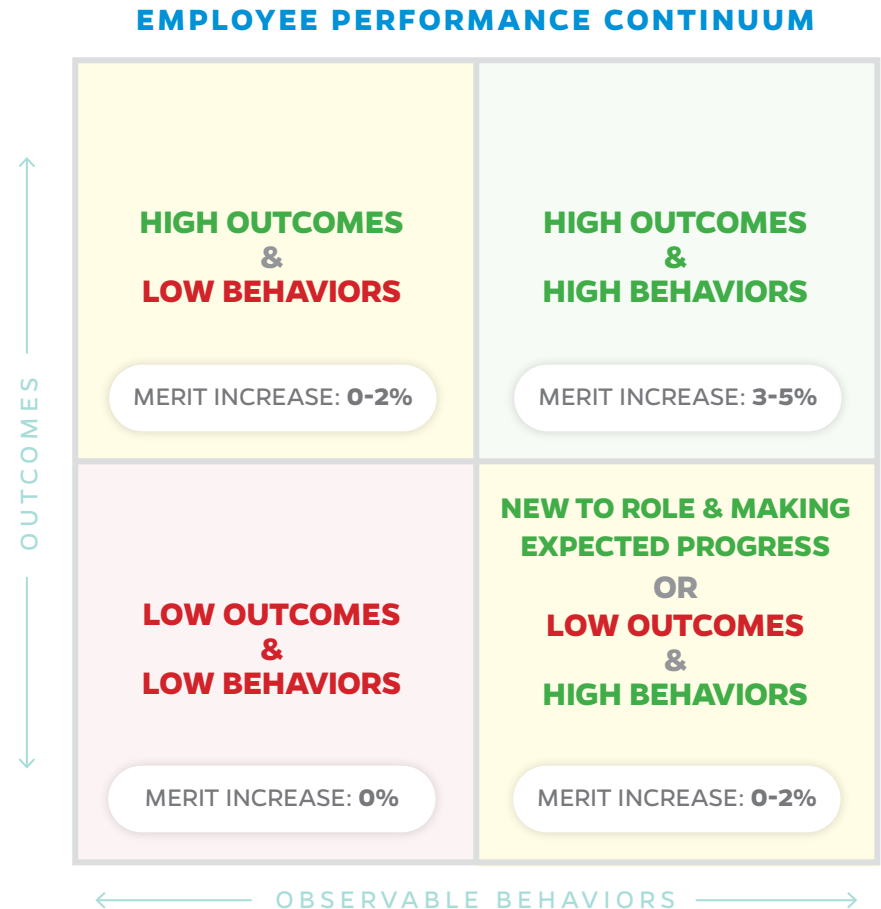 EMPLOYEE PERFORMANCE CONTINUUM
HIGH OUTCOMES
&
LOW BEHAVIORS
MERIT INCREASE: 0-2%
HIGH OUTCOMES
&
HIGH BEHAVIORS
MERIT INCREASE: 3-5%
OUTCOMES
LOW OUTCOMES
&
LOW BEHAVIORS
MERIT INCREASE: 0%
NEW TO ROLE & MAKING
EXPECTED PROGRESS
OR
LOW OUTCOMES
&
HIGH BEHAVIORS
MERIT INCREASE: 0-2%
OBSERVABLE BEHAVIORS